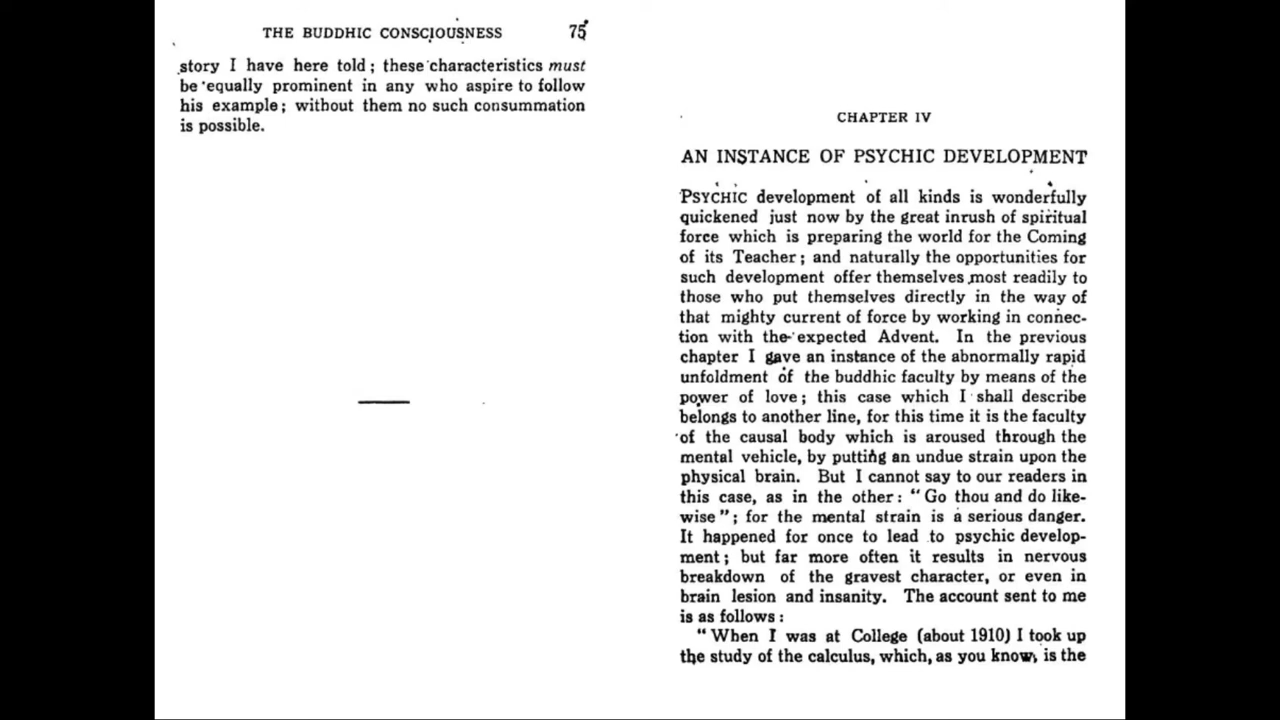 THE BUDDHIC CONSCIOUSNESS 75
story I have here told; these characteristics must
be equally prominent in any who aspire to follow
his example; without them no such consummation
is possible.
CHAPTER IV
AN INSTANCE OF PSYCHIC DEVELOPMENT
PSYCHIC development of all kinds is wonderfully
quickened just now by the great inrush of spiritual
force which is preparing the world for the Coming
of its Teacher; and naturally the opportunities for
such development offer themselves most readily to
those who put themselves directly in the way of
that mighty current of force by working in connec-
tion with the expected Advent. In the previous
chapter I gave an instance of the abnormally rapid
unfoldment of the buddhic faculty by means of the
power of love; this case which I shall describe
belongs to another line, for this time it is the faculty
of the causal body which is aroused through the
mental vehicle, by putting an undue strain upon the
physical brain. But I cannot say to our readers in
this case, as in the other: "Go thou and do like-
wise"; for the mental strain is a serious danger.
It happened for once to lead to psychic develop-
ment; but far more often it results in nervous
breakdown of the gravest character, or even in
brain lesion and insanity. The account sent to me
is as follows:
"When I was at College (about 1910) I took up
the study of the calculus, which, as you know, is the